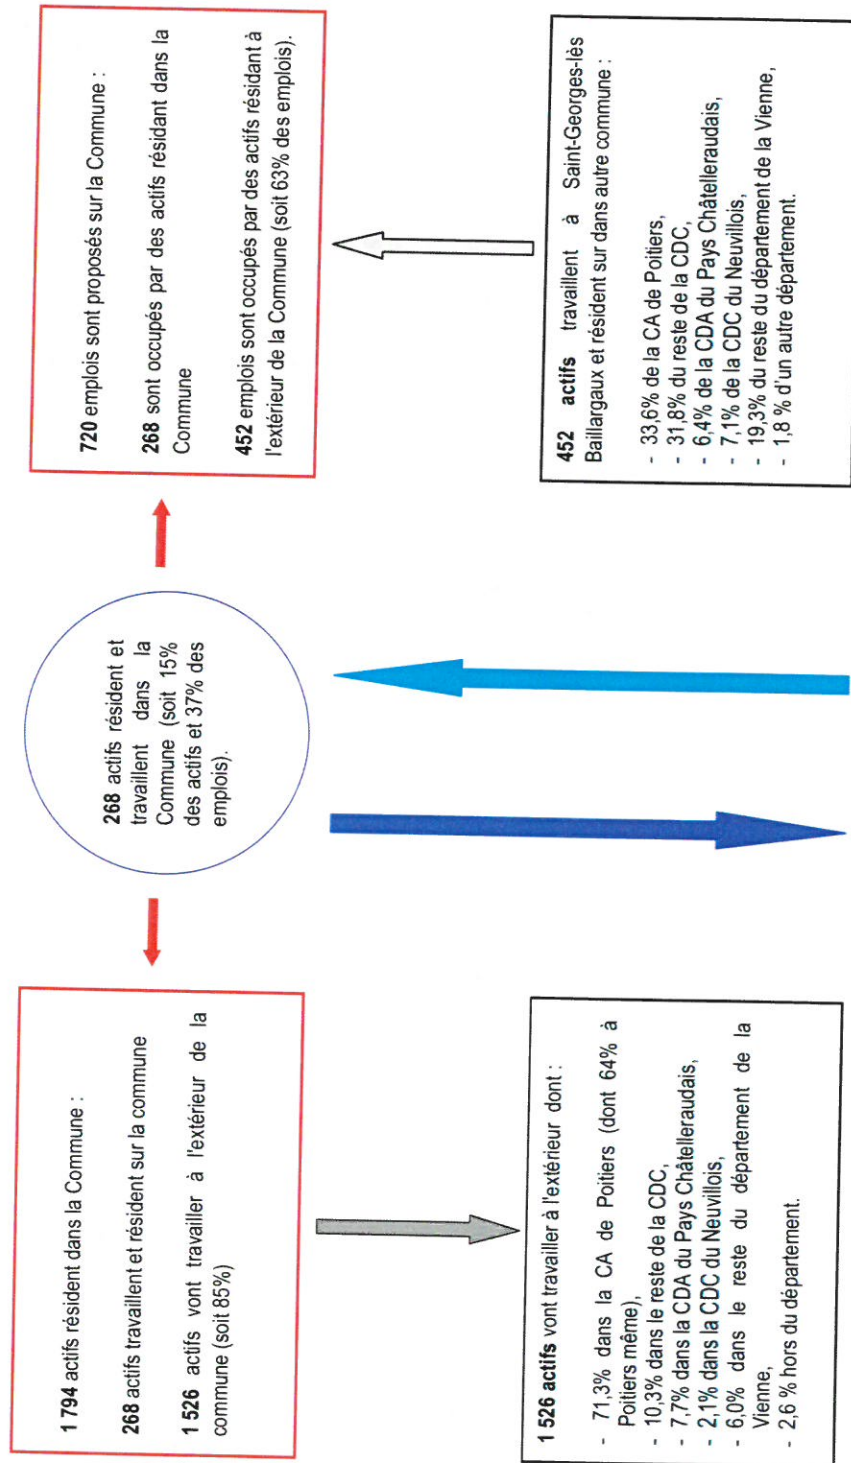 1 794 actifs résident dans la Commune :
268 actifs travaillent et résident sur la commune
1 526 actifs vont travailler à l'extérieur de la
commune (soit 85%)
268 actifs résident et
travaillent dans la
Commune (soit 15%
des actifs et 37% des
emplois).
720 emplois sont proposés sur la Commune :
268 sont occupés par des actifs résidant dans la
Commune
452 emplois sont occupés par des actifs résidant à
l'extérieur de la Commune (soit 63% des emplois).
1 526 actifs vont travailler à l'extérieur dont :
- 71,3% dans la CA de Poitiers (dont 64% à
Poitiers même),
- 10,3% dans le reste de la CDC,
- 7,7% dans la CDA du Pays Châtelleraudais,
- 2,1% dans la CDC du Neuvillois,
- 6,0% dans le reste du département de la
Vienne,
- 2,6 % hors du département.
452 actifs travaillent à Saint-Georges-lès
Baillargaux et résident sur dans autre commune :
- 33,6% de la CA de Poitiers,
- 31,8% du reste de la CDC,
- 6,4% de la CDA du Pays Châtelleraudais,
- 7,1% de la CDC du Neuvillois,
- 19,3% du reste du département de la Vienne,
- 1,8 % d'un autre département.